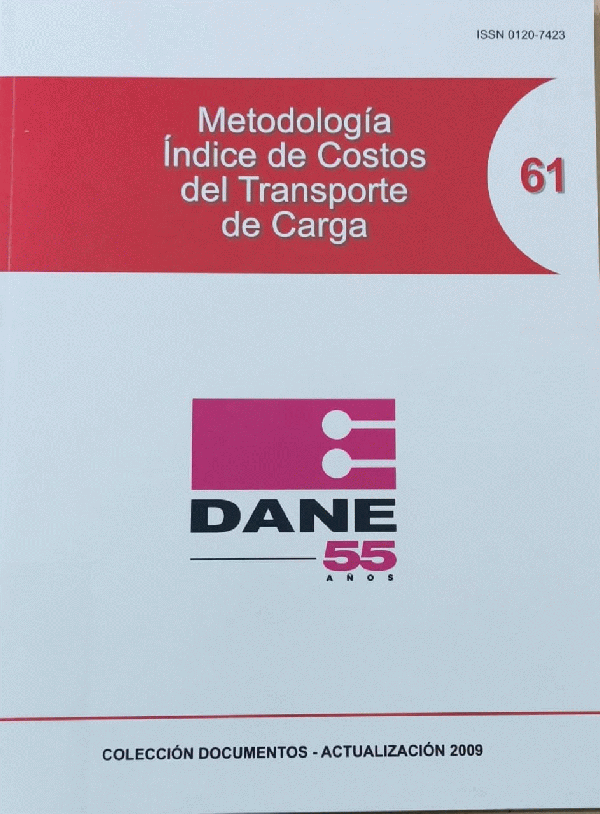 ISSN 0120-7423
Metodología
Índice de Costos
del Transporte
de Carga
61
DANE
55
AÑOS
COLECCIÓN DOCUMENTOS - ACTUALIZACIÓN 2009